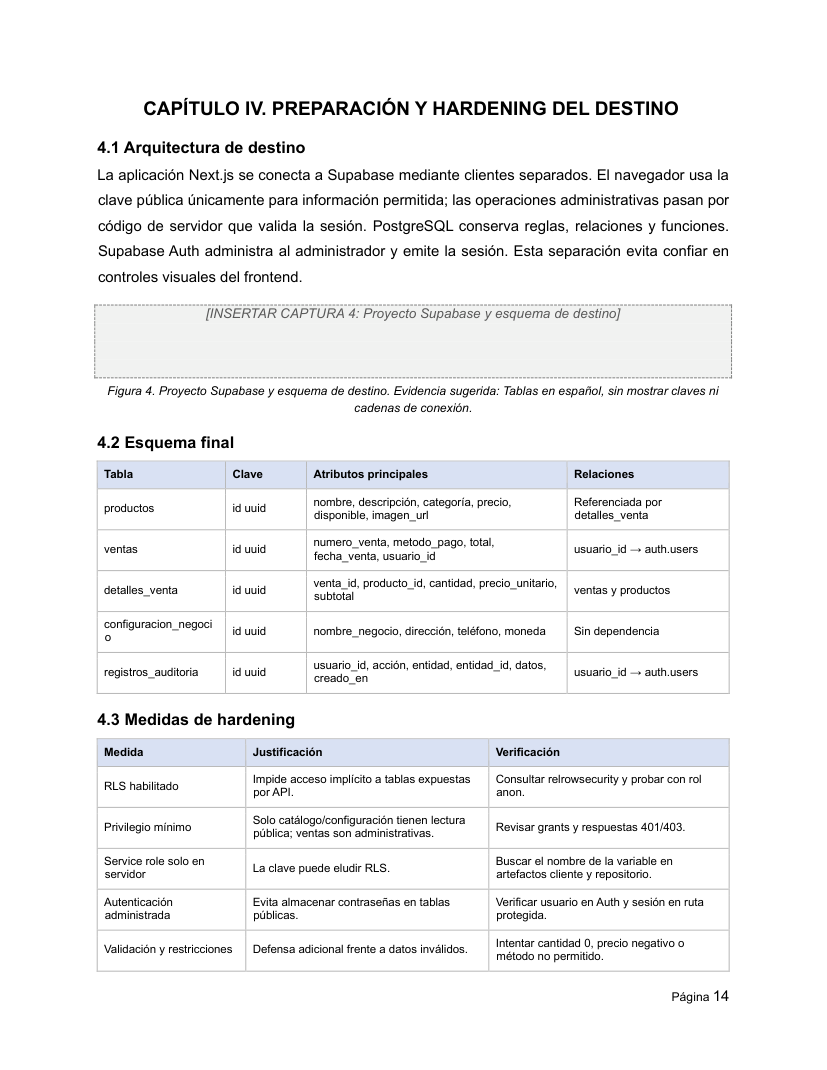 CAPÍTULO IV. PREPARACIÓN Y HARDENING DEL DESTINO
4.1 Arquitectura de destino
La aplicación Next.js se conecta a Supabase mediante clientes separados. El navegador usa la
clave pública únicamente para información permitida; las operaciones administrativas pasan por
código de servidor que valida la sesión. PostgreSQL conserva reglas, relaciones y funciones.
Supabase Auth administra al administrador y emite la sesión. Esta separación evita confiar en
controles visuales del frontend.
[INSERTAR CAPTURA 4: Proyecto Supabase y esquema de destino]
Figura 4. Proyecto Supabase y esquema de destino. Evidencia sugerida: Tablas en español, sin mostrar claves ni
cadenas de conexión.
4.2 Esquema final
Tabla Clave Atributos principales Relaciones
productos id uuid nombre, descripción, categoría, precio, disponible, imagen_url Referenciada por detalles_venta
ventas id uuid numero_venta, metodo_pago, total, fecha_venta, usuario_id usuario_id → auth.users
detalles_venta id uuid venta_id, producto_id, cantidad, precio_unitario, subtotal ventas y productos
configuracion_negocio id uuid nombre_negocio, dirección, teléfono, moneda Sin dependencia
registros_auditoria id uuid usuario_id, acción, entidad, entidad_id, datos, creado_en usuario_id → auth.users
4.3 Medidas de hardening
Medida Justificación Verificación
RLS habilitado Impide acceso implícito a tablas expuestas por API. Consultar relrowsecurity y probar con rol anon.
Privilegio mínimo Solo catálogo/configuración tienen lectura pública; ventas son administrativas. Revisar grants y respuestas 401/403.
Service role solo en servidor La clave puede eludir RLS. Buscar el nombre de la variable en artefactos cliente y repositorio.
Autenticación administrada Evita almacenar contraseñas en tablas públicas. Verificar usuario en Auth y sesión en ruta protegida.
Validación y restricciones Defensa adicional frente a datos inválidos. Intentar cantidad 0, precio negativo o método no permitido.
Página 14